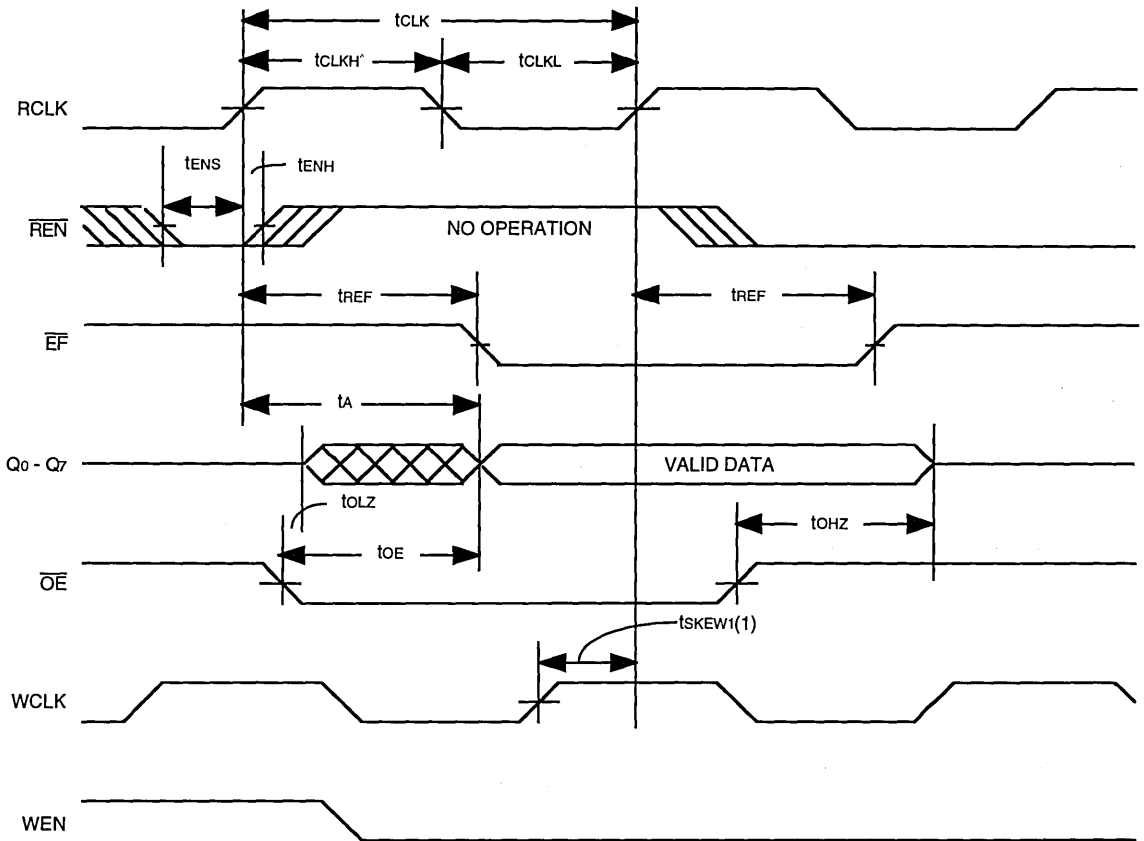 tCLK
tCLKH^ tCLKL
RCLK
tENS tENH
REN NO OPERATION
tREF tREF
EF
tA
Q0 - Q7 VALID DATA
tOLZ
tOE tOHZ
OE
tSKEW1(1)
WCLK
WEN